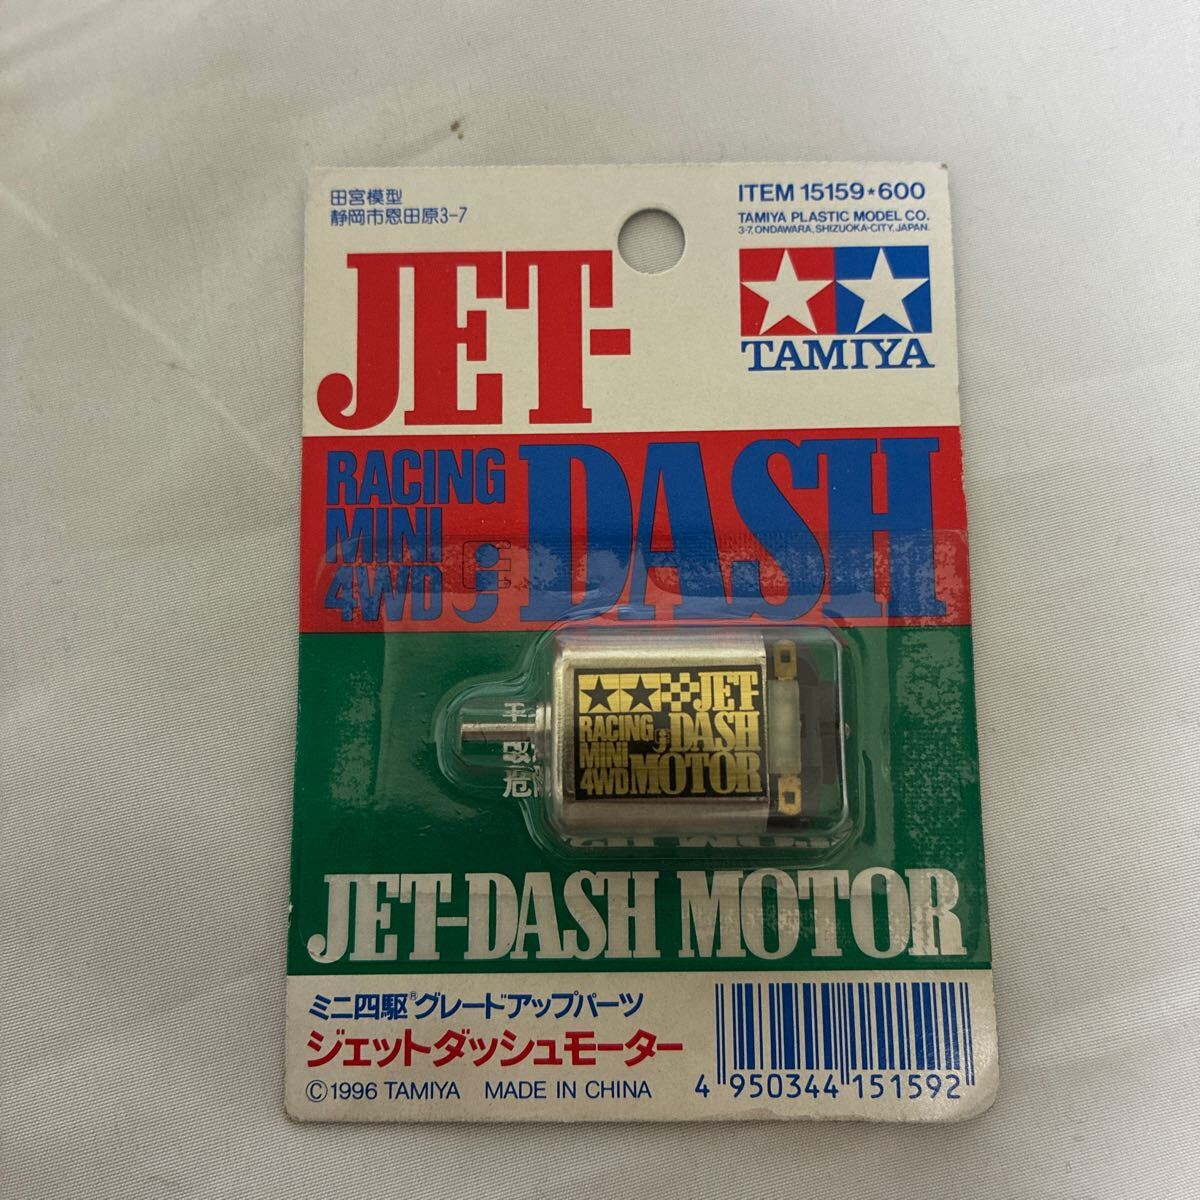 田宮模型
静岡市恩田原3-7
ITEM 15159★600
TAMIYA PLASTIC MODEL CO.
3-7, ONDAWARA, SHIZUOKA-CITY, JAPAN.
TAMIYA
JET-
DASH
RACING
MINI
4WD
JET-
RACING DASH
MINI
4WD MOTOR
JET-DASH MOTOR
ミニ四駆®グレードアップパーツ
ジェットダッシュモーター
©1996 TAMIYA MADE IN CHINA
4 950344 151592